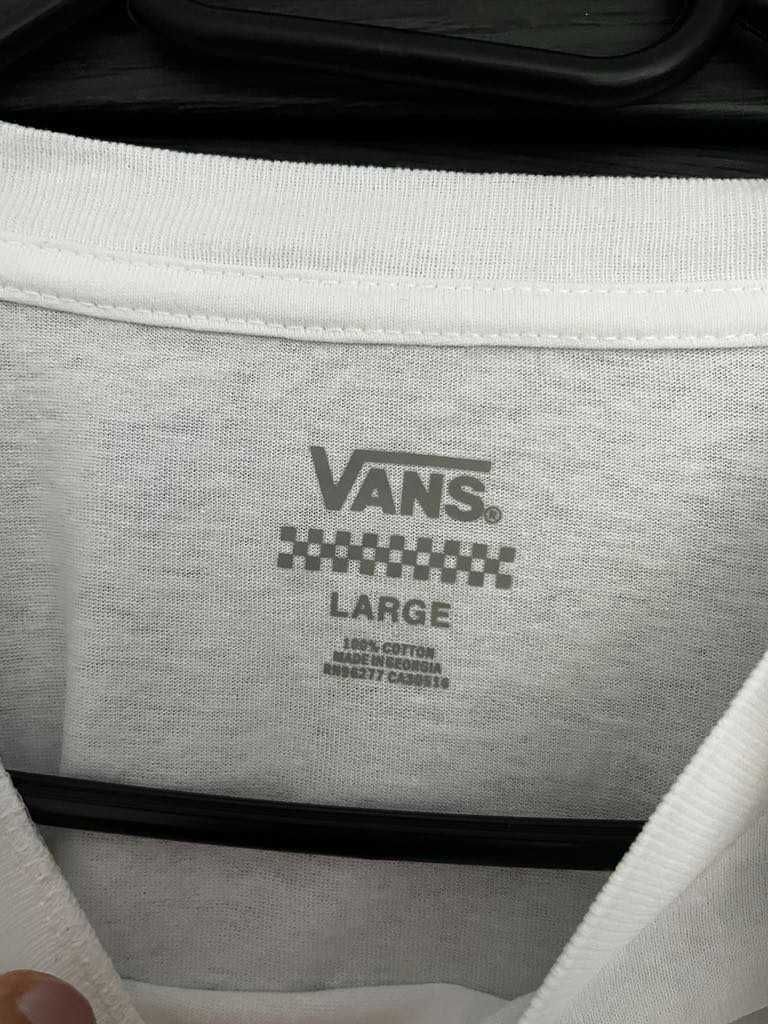 VANS®
LARGE
100% COTTON
MADE IN GEORGIA